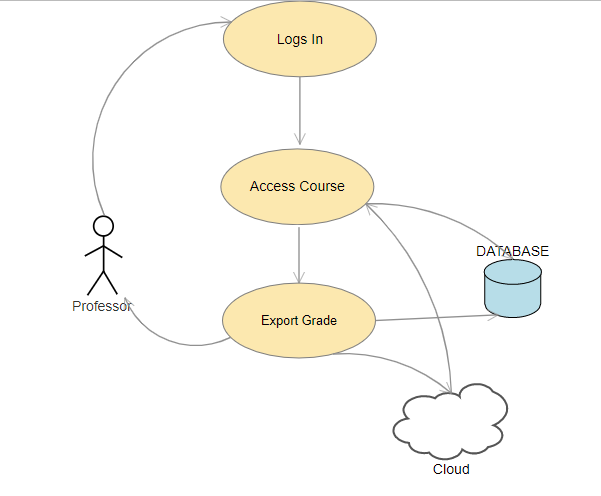 Logs In
Access Course
DATABASE
Professor
Export Grade
Cloud